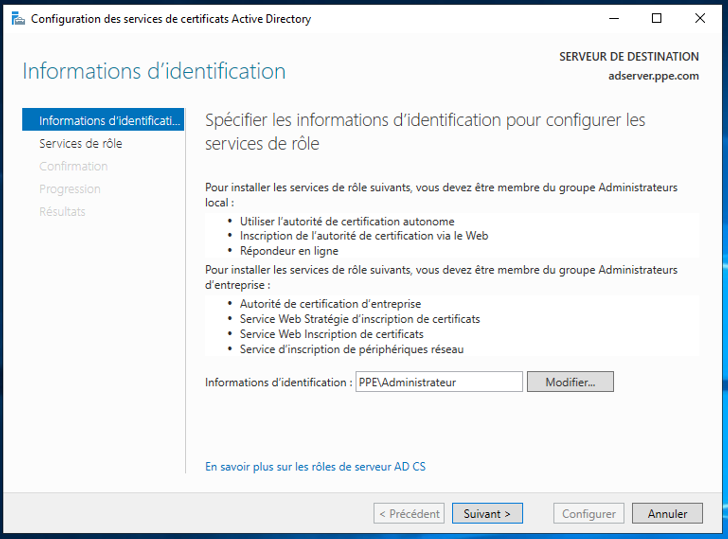 Configuration des services de certificats Active Directory
Informations d'identification
SERVEUR DE DESTINATION
adserver.ppe.com
Informations d'identificati...
Services de rôle
Confirmation
Progression
Résultats
Spécifier les informations d'identification pour configurer les
services de rôle
Pour installer les services de rôle suivants, vous devez être membre du groupe Administrateurs
local :
• Utiliser l'autorité de certification autonome
• Inscription de l'autorité de certification via le Web
• Répondeur en ligne
Pour installer les services de rôle suivants, vous devez être membre du groupe Administrateurs
d'entreprise :
• Autorité de certification d'entreprise
• Service Web Stratégie d'inscription de certificats
• Service Web Inscription de certificats
• Service d'inscription de périphériques réseau
Informations d'identification : PPE\Administrateur Modifier...
En savoir plus sur les rôles de serveur AD CS
< Précédent Suivant > Configurer Annuler